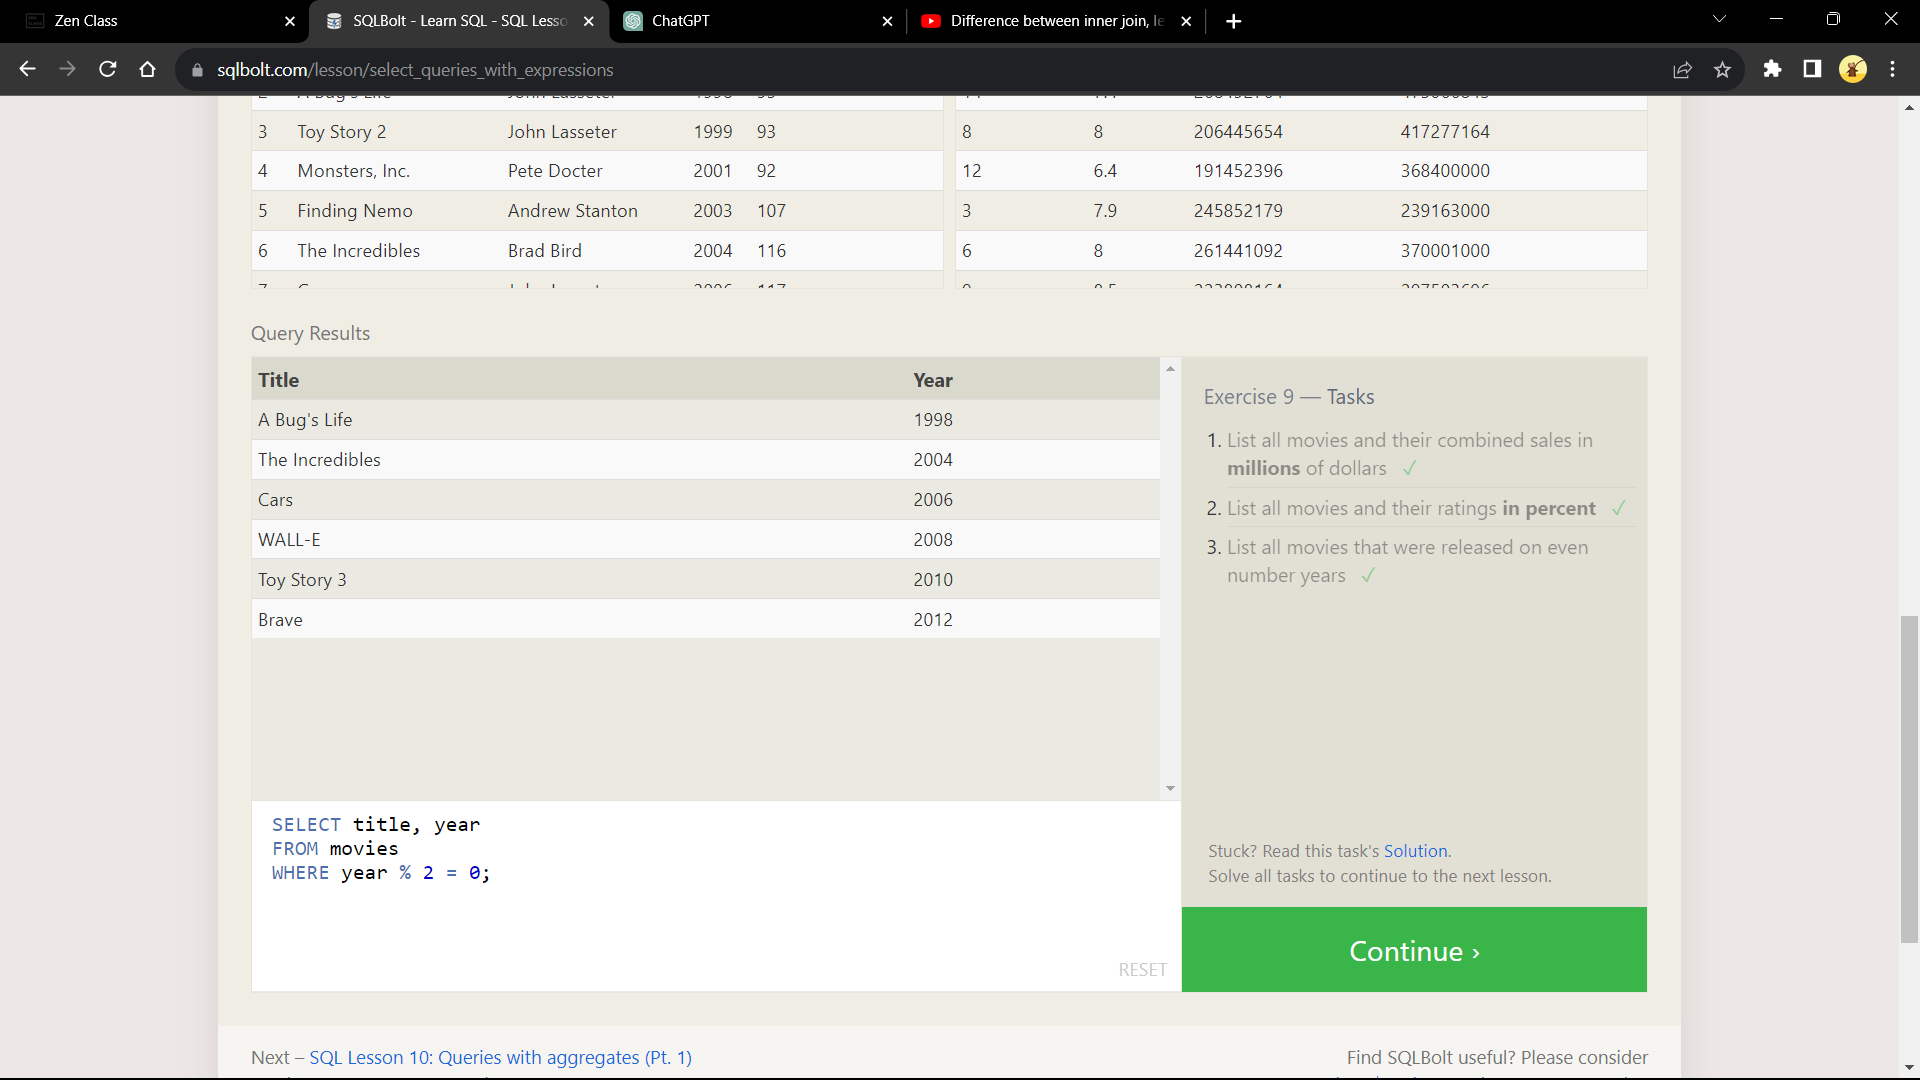 Zen Class
SQLBolt - Learn SQL - SQL Lesso
ChatGPT
Difference between inner join, le
sqlbolt.com/lesson/select_queries_with_expressions
3 Toy Story 2 John Lasseter 1999 93 8 8 206445654 417277164
4 Monsters, Inc. Pete Docter 2001 92 12 6.4 191452396 368400000
5 Finding Nemo Andrew Stanton 2003 107 3 7.9 245852179 239163000
6 The Incredibles Brad Bird 2004 116 6 8 261441092 370001000
Query Results
Title Year
A Bug's Life 1998
The Incredibles 2004
Cars 2006
WALL-E 2008
Toy Story 3 2010
Brave 2012
SELECT title, year
FROM movies
WHERE year % 2 = 0;
RESET
Exercise 9 — Tasks
1. List all movies and their combined sales in
millions of dollars ✓
2. List all movies and their ratings in percent ✓
3. List all movies that were released on even
number years ✓
Stuck? Read this task's Solution.
Solve all tasks to continue to the next lesson.
Continue ›
Next – SQL Lesson 10: Queries with aggregates (Pt. 1)
Find SQLBolt useful? Please consider